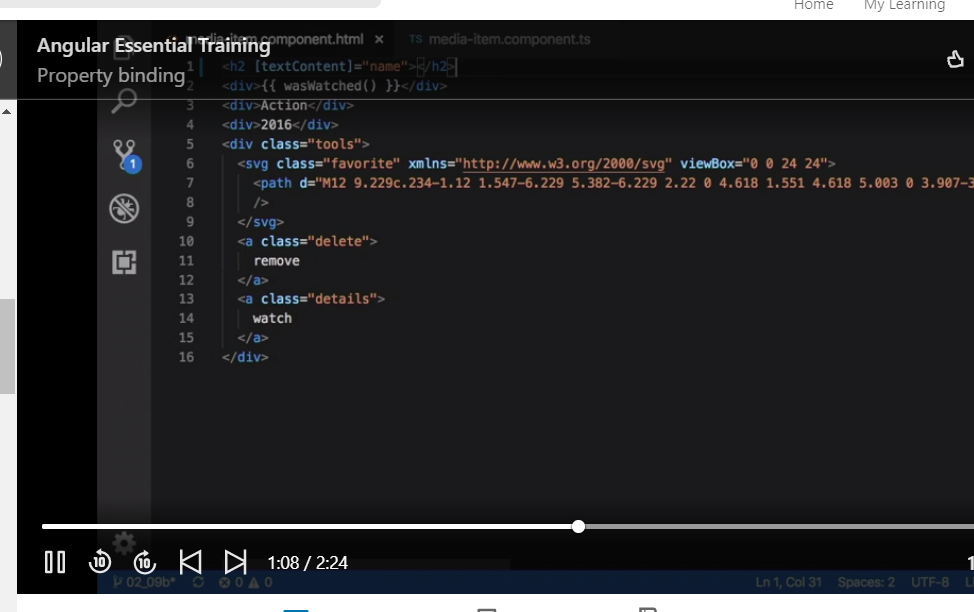 Home My Learning
Angular Essential Training
Property binding
media-item.component.html × TS media-item.component.ts
1 <h2 [textContent]="name"></h2>
2 <div>{{ wasWatched() }}</div>
3 <div>Action</div>
4 <div>2016</div>
5 <div class="tools">
6 <svg class="favorite" xmlns="http://www.w3.org/2000/svg" viewBox="0 0 24 24">
7 <path d="M12 9.229c.234-1.12 1.547-6.229 5.382-6.229 2.22 0 4.618 1.551 4.618 5.003 0 3.907-3
8 />
9 </svg>
10 <a class="delete">
11 remove
12 </a>
13 <a class="details">
14 watch
15 </a>
16 </div>
1
10 10 1:08 / 2:24 1
02_09b* 0 0 Ln 1, Col 31 Spaces: 2 UTF-8 L